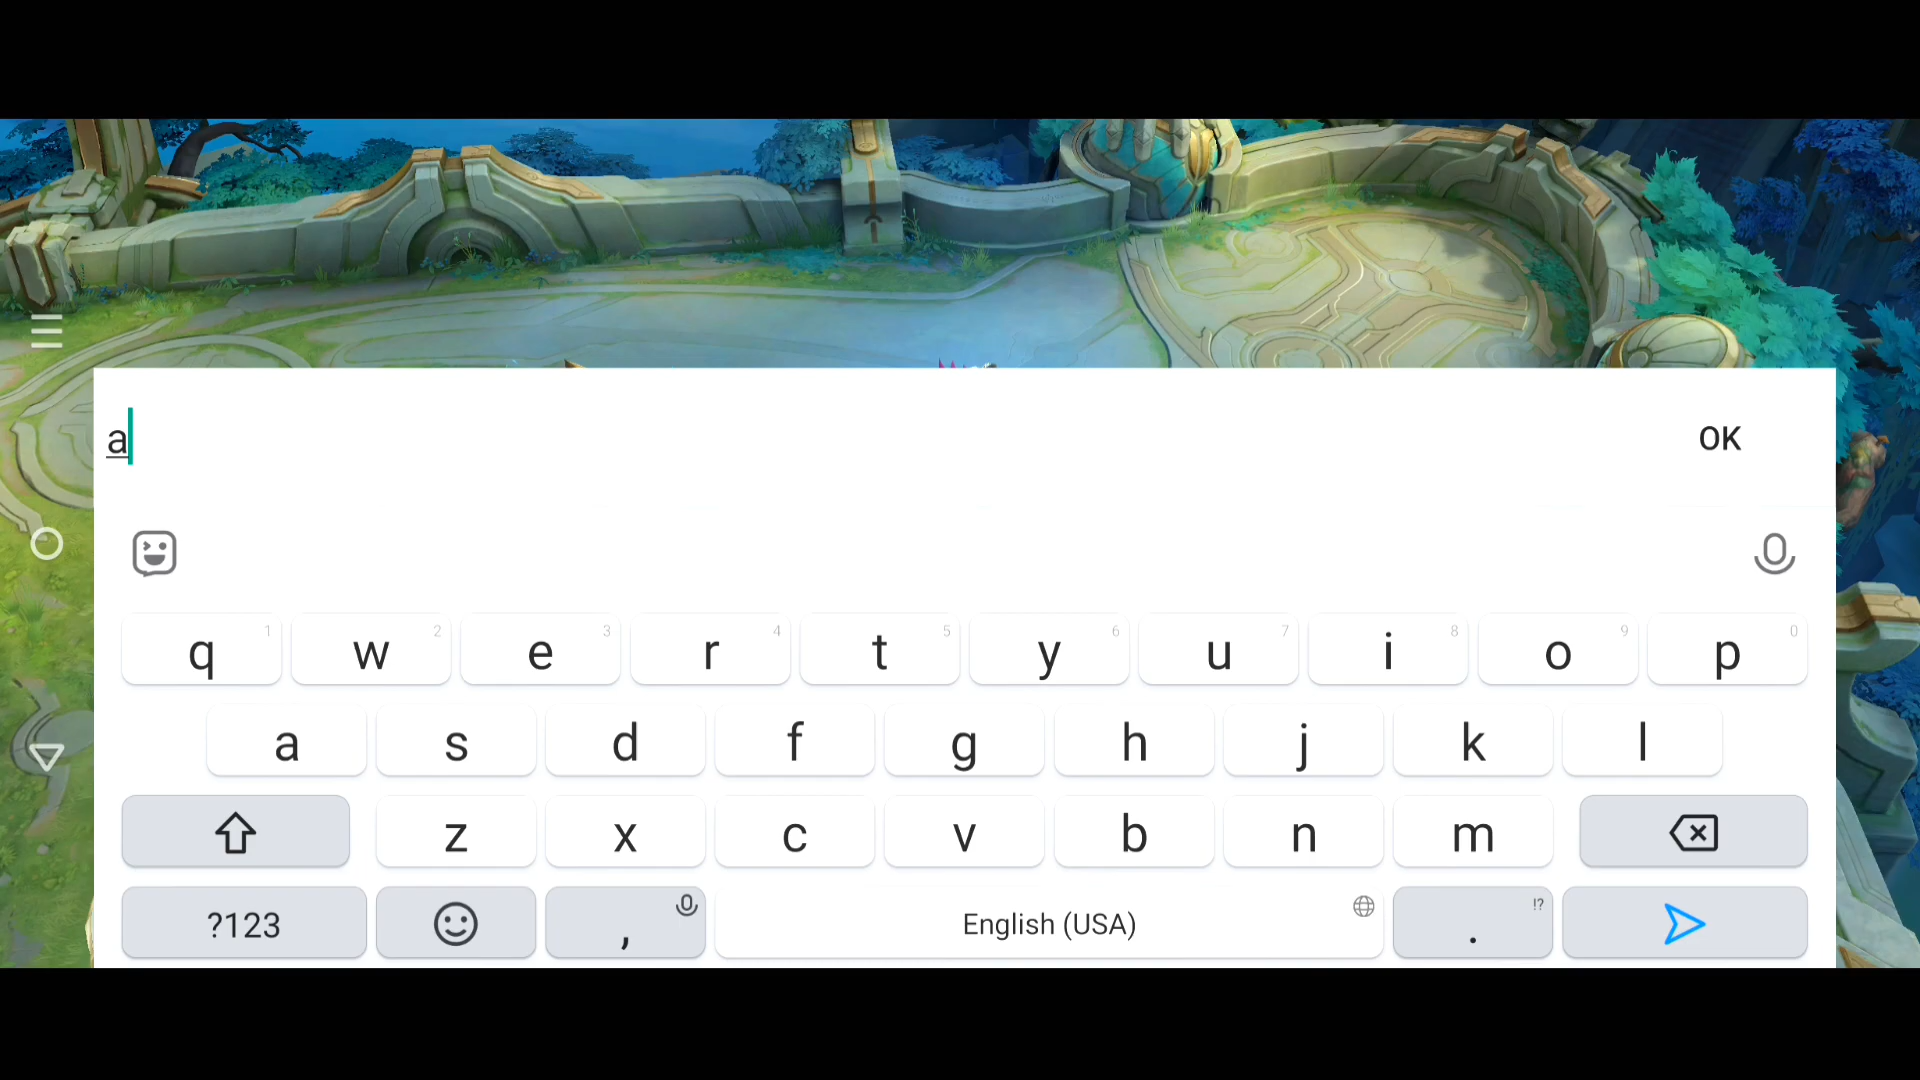 a
OK
q 1 w 2 e 3 r 4 t 5 y 6 u 7 i 8 o 9 p 0
a s d f g h j k l
z x c v b n m
?123 , English (USA) . !?